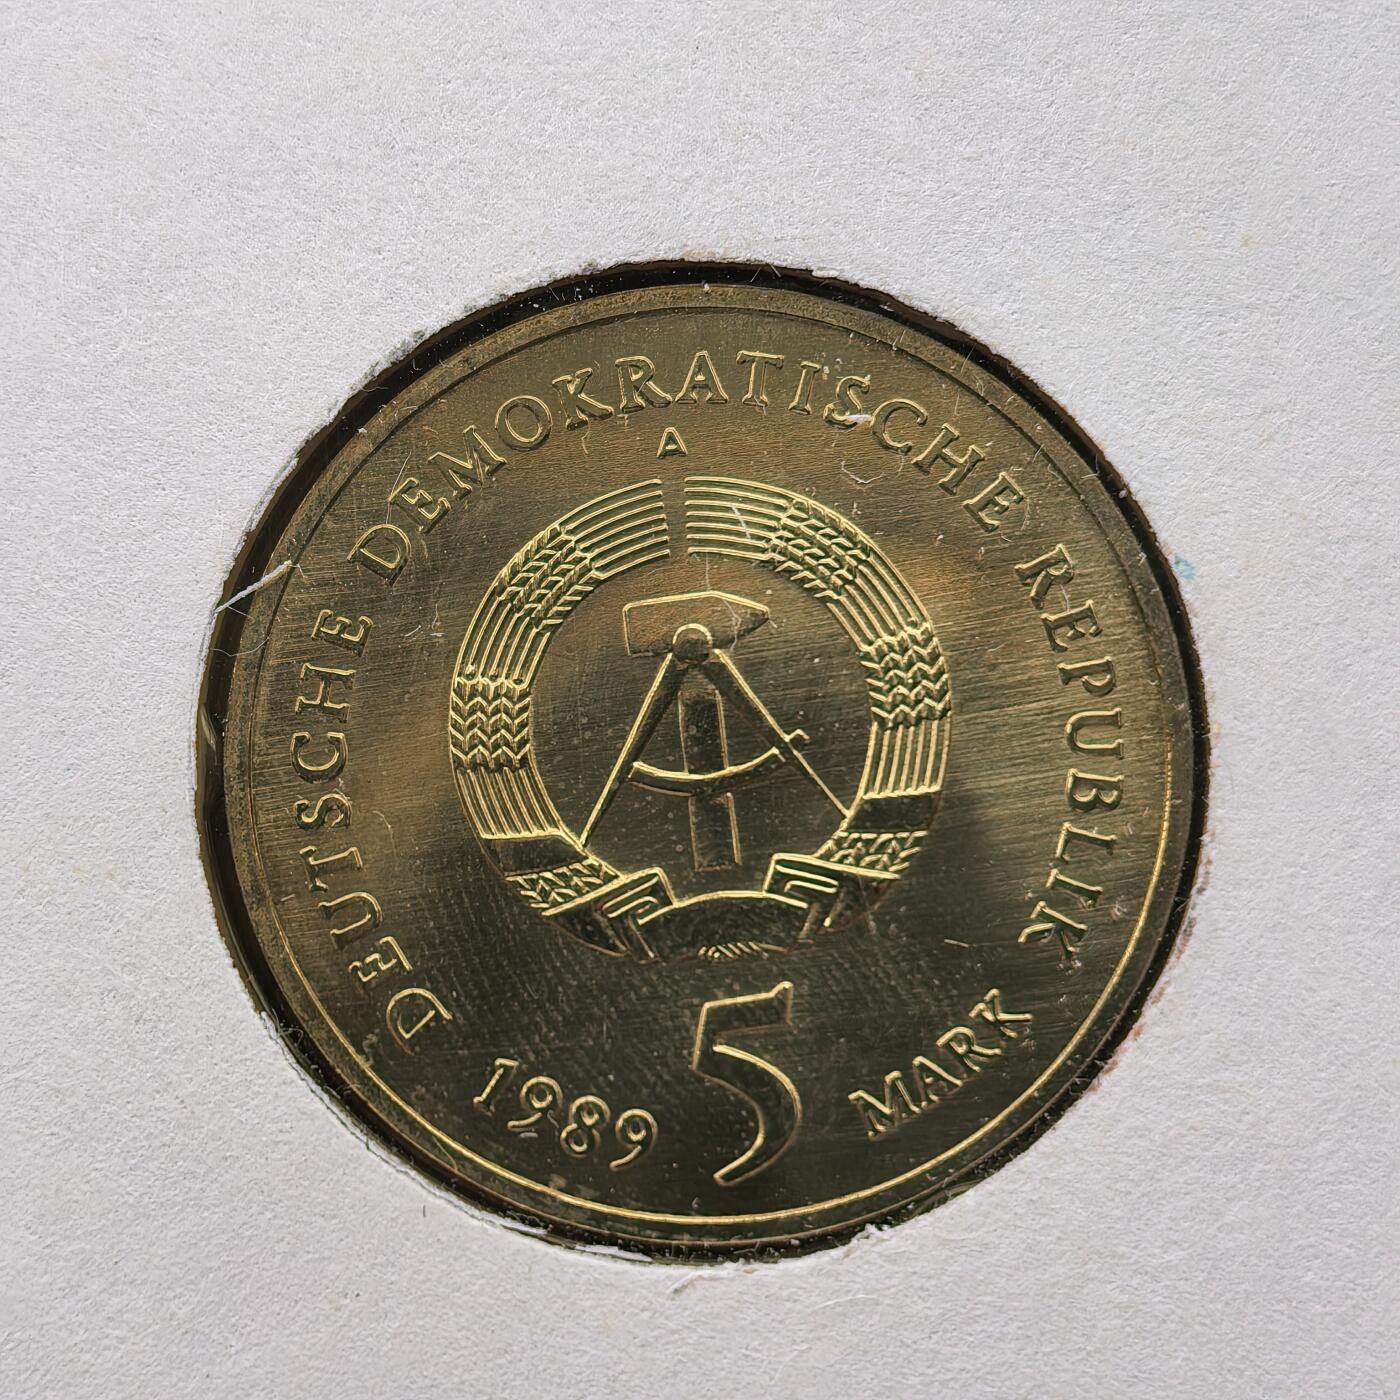 DEUTSCHE DEMOKRATISCHE REPUBLIK
A
1989 5 MARK